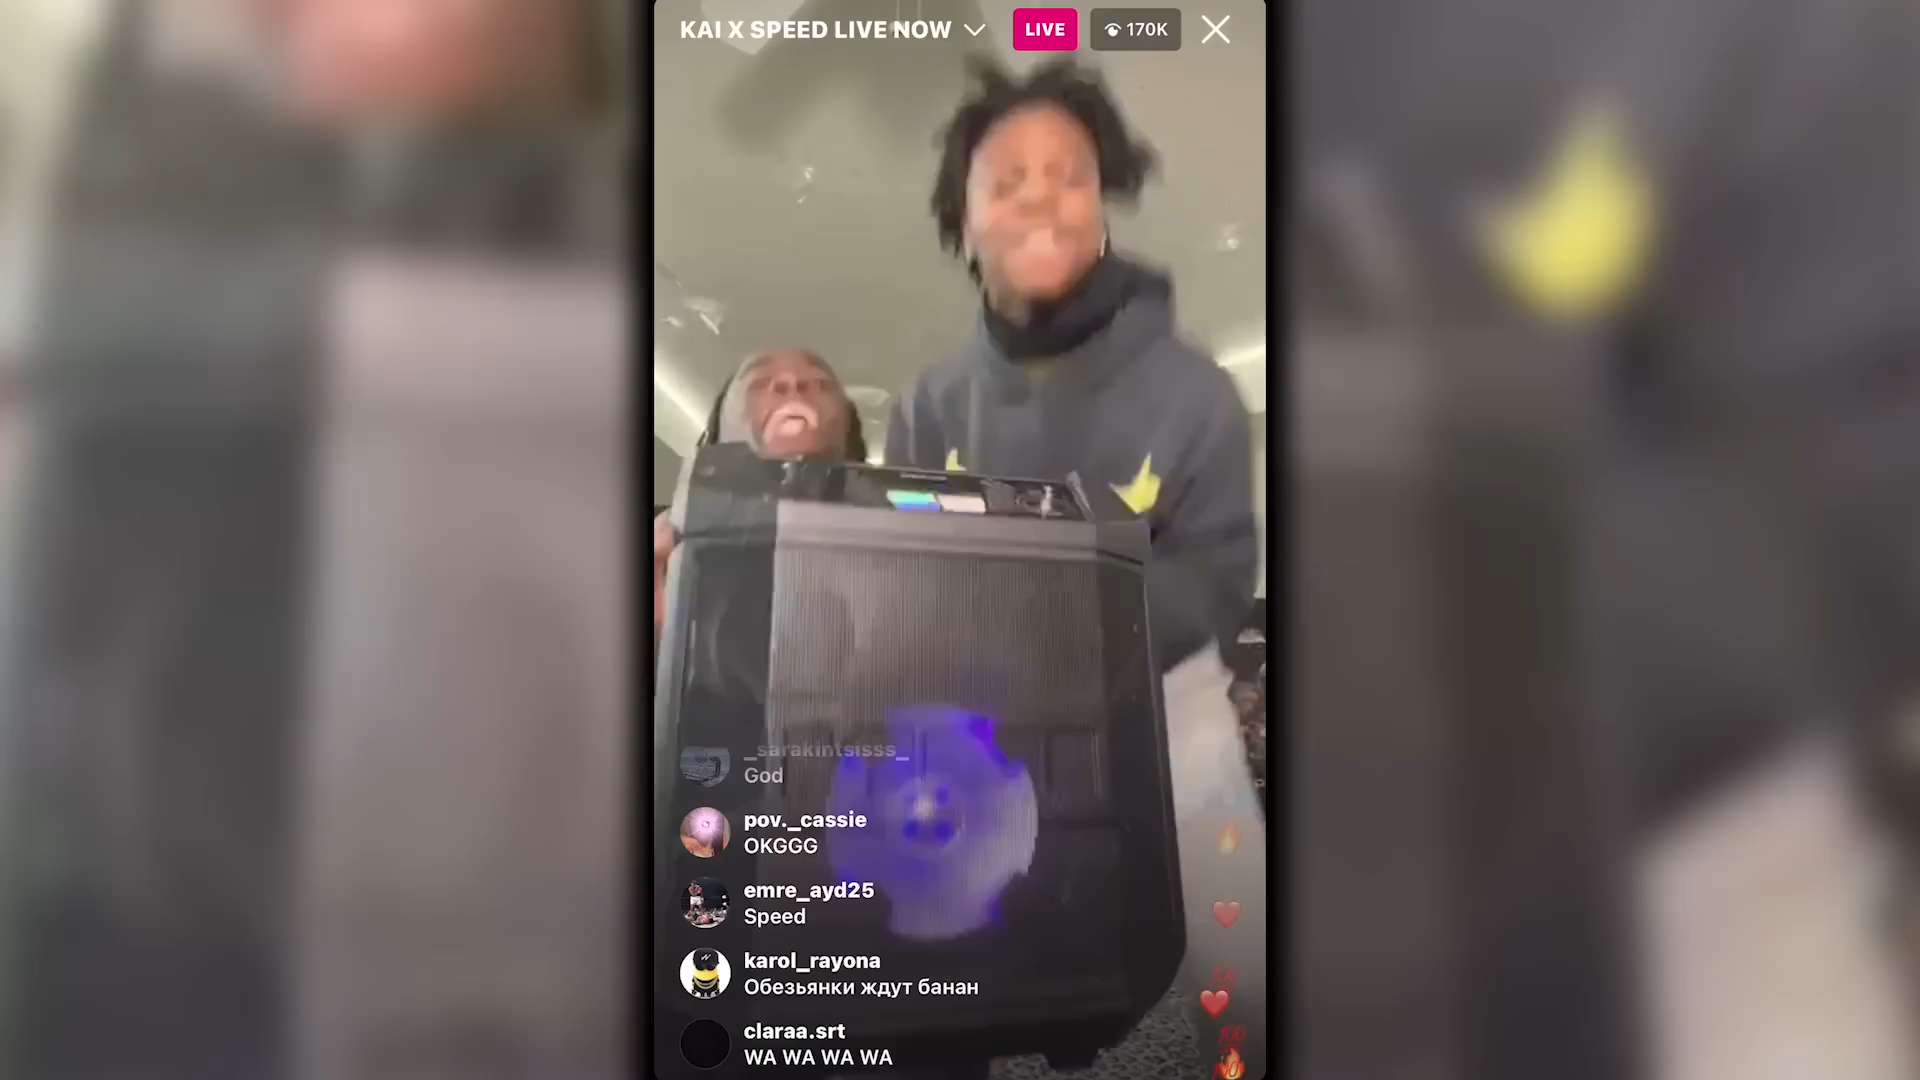 KAI X SPEED LIVE NOW
LIVE
170K
_sarakintsisss_
God
pov._cassie
OKGGG
emre_ayd25
Speed
karol_rayona
Обезьянки ждут банан
claraa.srt
WA WA WA WA